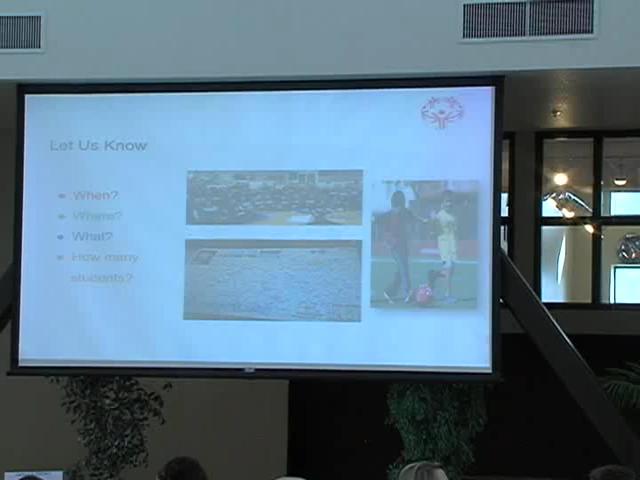 Let Us Know
When?
Where?
What?
How many
students?